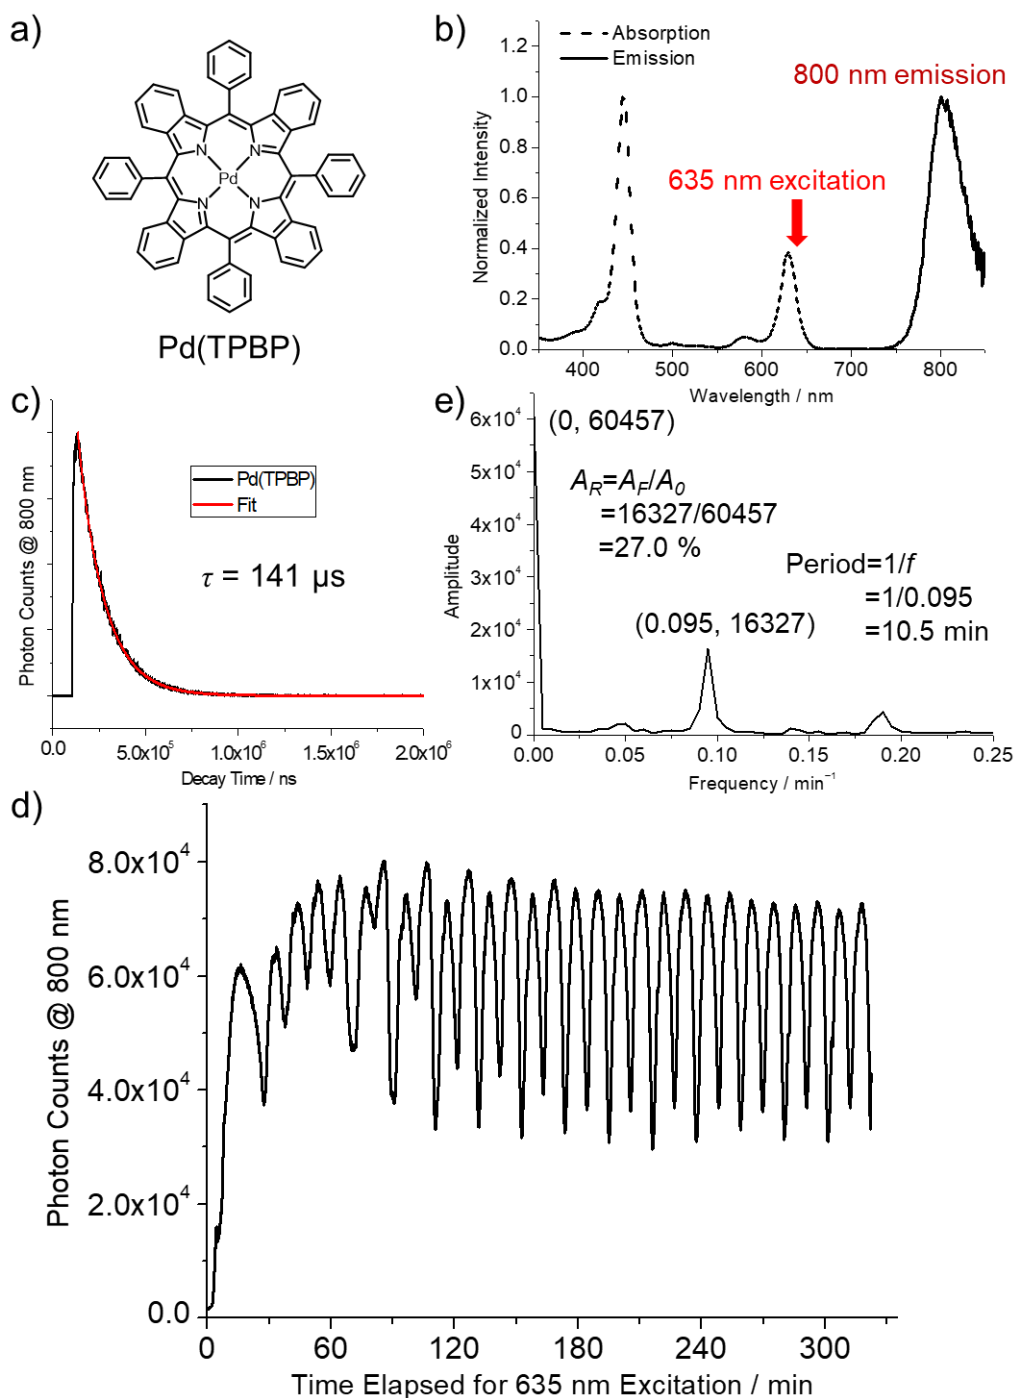 a)
N
N
Pd
N
N
Pd(TPBP)
b)
Absorption
Emission
800 nm emission
635 nm excitation
1.2
1.0
0.8
0.6
0.4
0.2
0.0
Normalized Intensity
400
500
600
700
800
Wavelength / nm
c)
Pd(TPBP)
Fit
τ = 141 μs
Photon Counts @ 800 nm
0.0
5.0x10⁵
1.0x10⁶
1.5x10⁶
2.0x10⁶
Decay Time / ns
e)
6x10⁴
5x10⁴
4x10⁴
3x10⁴
2x10⁴
1x10⁴
0
Amplitude
(0, 60457)
A_R=A_F/A_0
=16327/60457
=27.0 %
Period=1/f
=1/0.095
=10.5 min
(0.095, 16327)
0.00
0.05
0.10
0.15
0.20
0.25
Frequency / min⁻¹
d)
8.0x10⁴
6.0x10⁴
4.0x10⁴
2.0x10⁴
0.0
Photon Counts @ 800 nm
0
60
120
180
240
300
Time Elapsed for 635 nm Excitation / min